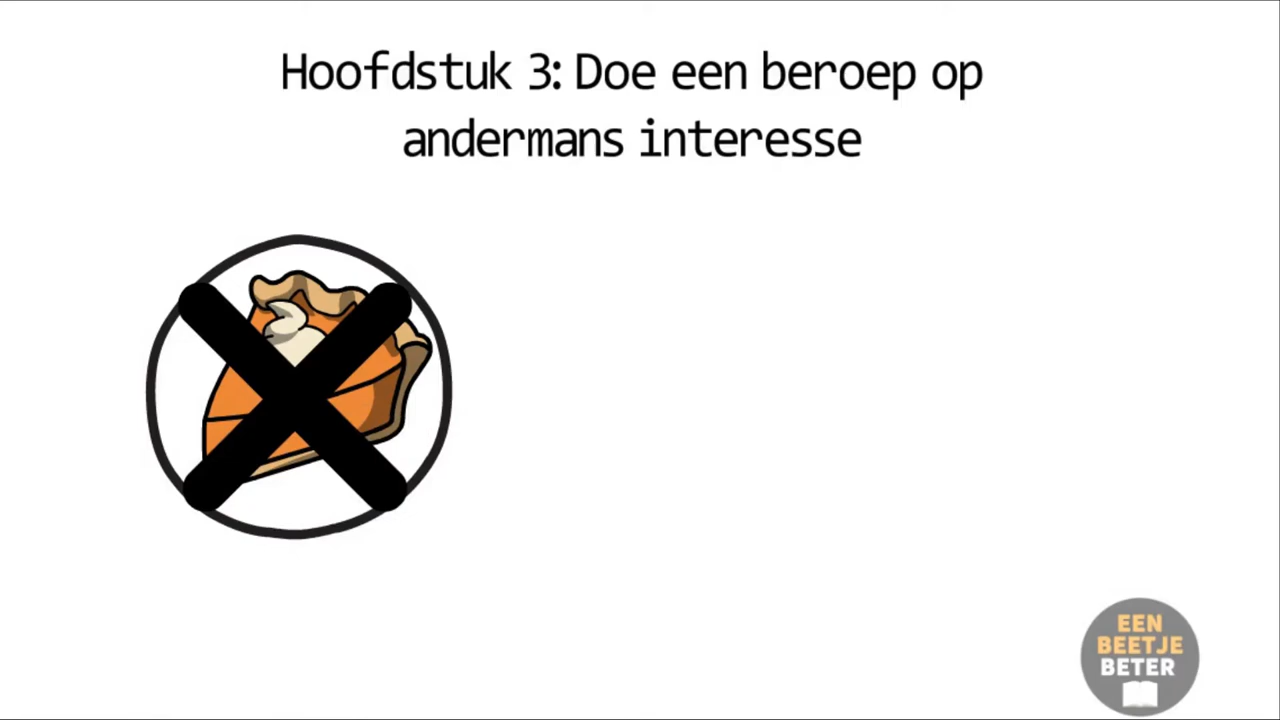 Hoofdstuk 3: Doe een beroep op
andermans interesse
EEN
BEETJE
BETER